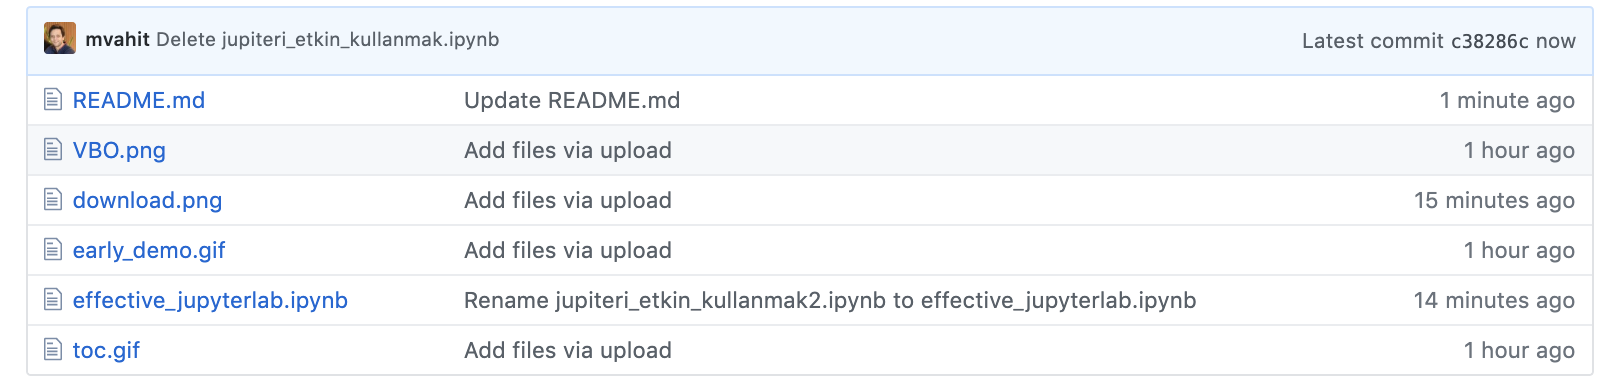 mvahit Delete jupiteri_etkin_kullanmak.ipynb Latest commit c38286c now
README.md Update README.md 1 minute ago
VBO.png Add files via upload 1 hour ago
download.png Add files via upload 15 minutes ago
early_demo.gif Add files via upload 1 hour ago
effective_jupyterlab.ipynb Rename jupiteri_etkin_kullanmak2.ipynb to effective_jupyterlab.ipynb 14 minutes ago
toc.gif Add files via upload 1 hour ago